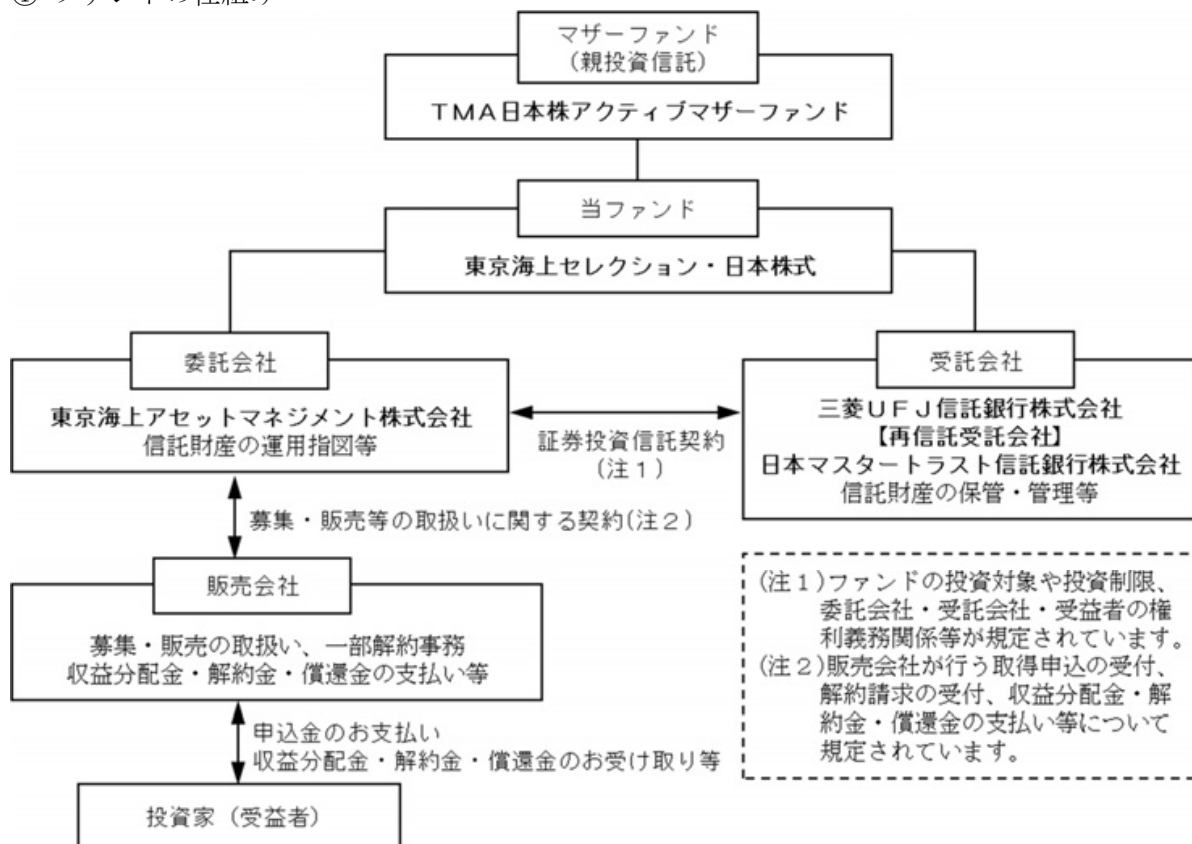 ① ファンドの仕組み
マザーファンド
(親投資信託)
TMA日本株アクティブマザーファンド
当ファンド
東京海上セレクション・日本株式
委託会社
東京海上アセットマネジメント株式会社
信託財産の運用指図等
受託会社
三菱UFJ信託銀行株式会社
【再信託受託会社】
日本マスタートラスト信託銀行株式会社
信託財産の保管・管理等
証券投資信託契約
(注1)
募集・販売等の取扱いに関する契約(注2)
販売会社
募集・販売の取扱い、一部解約事務
収益分配金・解約金・償還金の支払い等
申込金のお支払い
収益分配金・解約金・償還金のお受け取り等
投資家(受益者)
(注1)ファンドの投資対象や投資制限、
委託会社・受託会社・受益者の権
利義務関係等が規定されています。
(注2)販売会社が行う取得申込の受付、
解約請求の受付、収益分配金・解
約金・償還金の支払い等について
規定されています。